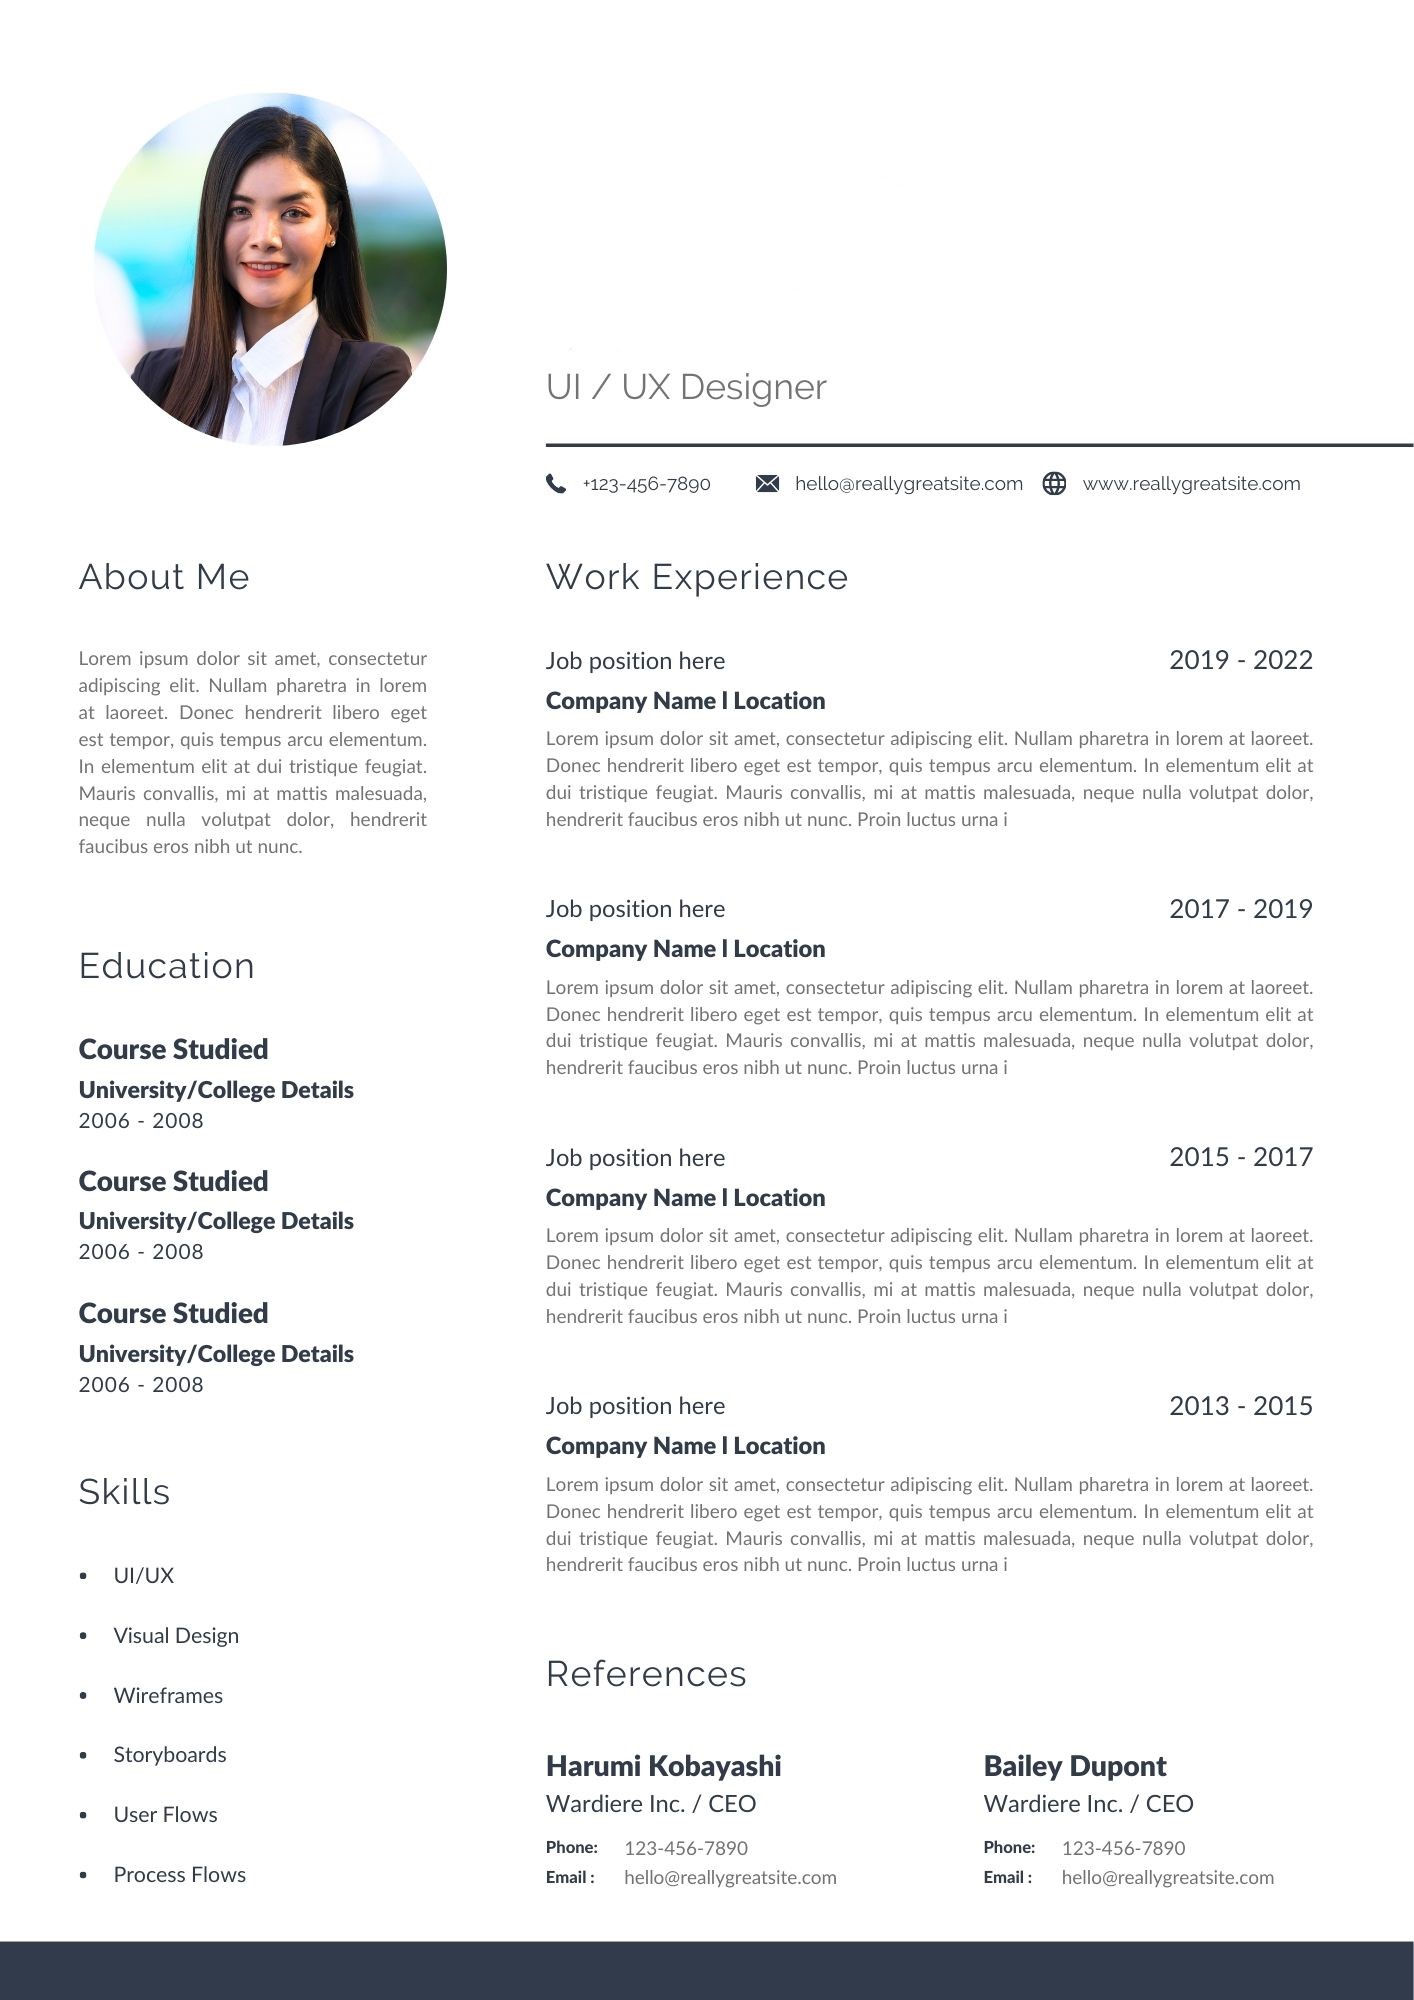 UI / UX Designer
+123-456-7890 hello@reallygreatsite.com www.reallygreatsite.com
About Me
Lorem ipsum dolor sit amet, consectetur
adipiscing elit. Nullam pharetra in lorem
at laoreet. Donec hendrerit libero eget
est tempor, quis tempus arcu elementum.
In elementum elit at dui tristique feugiat.
Mauris convallis, mi at mattis malesuada,
neque nulla volutpat dolor, hendrerit
faucibus eros nibh ut nunc.
Education
Course Studied
University/College Details
2006 - 2008
Course Studied
University/College Details
2006 - 2008
Course Studied
University/College Details
2006 - 2008
Skills
• UI/UX
• Visual Design
• Wireframes
• Storyboards
• User Flows
• Process Flows
Work Experience
Job position here 2019 - 2022
Company Name l Location
Lorem ipsum dolor sit amet, consectetur adipiscing elit. Nullam pharetra in lorem at laoreet.
Donec hendrerit libero eget est tempor, quis tempus arcu elementum. In elementum elit at
dui tristique feugiat. Mauris convallis, mi at mattis malesuada, neque nulla volutpat dolor,
hendrerit faucibus eros nibh ut nunc. Proin luctus urna i
Job position here 2017 - 2019
Company Name l Location
Lorem ipsum dolor sit amet, consectetur adipiscing elit. Nullam pharetra in lorem at laoreet.
Donec hendrerit libero eget est tempor, quis tempus arcu elementum. In elementum elit at
dui tristique feugiat. Mauris convallis, mi at mattis malesuada, neque nulla volutpat dolor,
hendrerit faucibus eros nibh ut nunc. Proin luctus urna i
Job position here 2015 - 2017
Company Name l Location
Lorem ipsum dolor sit amet, consectetur adipiscing elit. Nullam pharetra in lorem at laoreet.
Donec hendrerit libero eget est tempor, quis tempus arcu elementum. In elementum elit at
dui tristique feugiat. Mauris convallis, mi at mattis malesuada, neque nulla volutpat dolor,
hendrerit faucibus eros nibh ut nunc. Proin luctus urna i
Job position here 2013 - 2015
Company Name l Location
Lorem ipsum dolor sit amet, consectetur adipiscing elit. Nullam pharetra in lorem at laoreet.
Donec hendrerit libero eget est tempor, quis tempus arcu elementum. In elementum elit at
dui tristique feugiat. Mauris convallis, mi at mattis malesuada, neque nulla volutpat dolor,
hendrerit faucibus eros nibh ut nunc. Proin luctus urna i
References
Harumi Kobayashi
Wardiere Inc. / CEO
Phone: 123-456-7890
Email : hello@reallygreatsite.com
Bailey Dupont
Wardiere Inc. / CEO
Phone: 123-456-7890
Email : hello@reallygreatsite.com